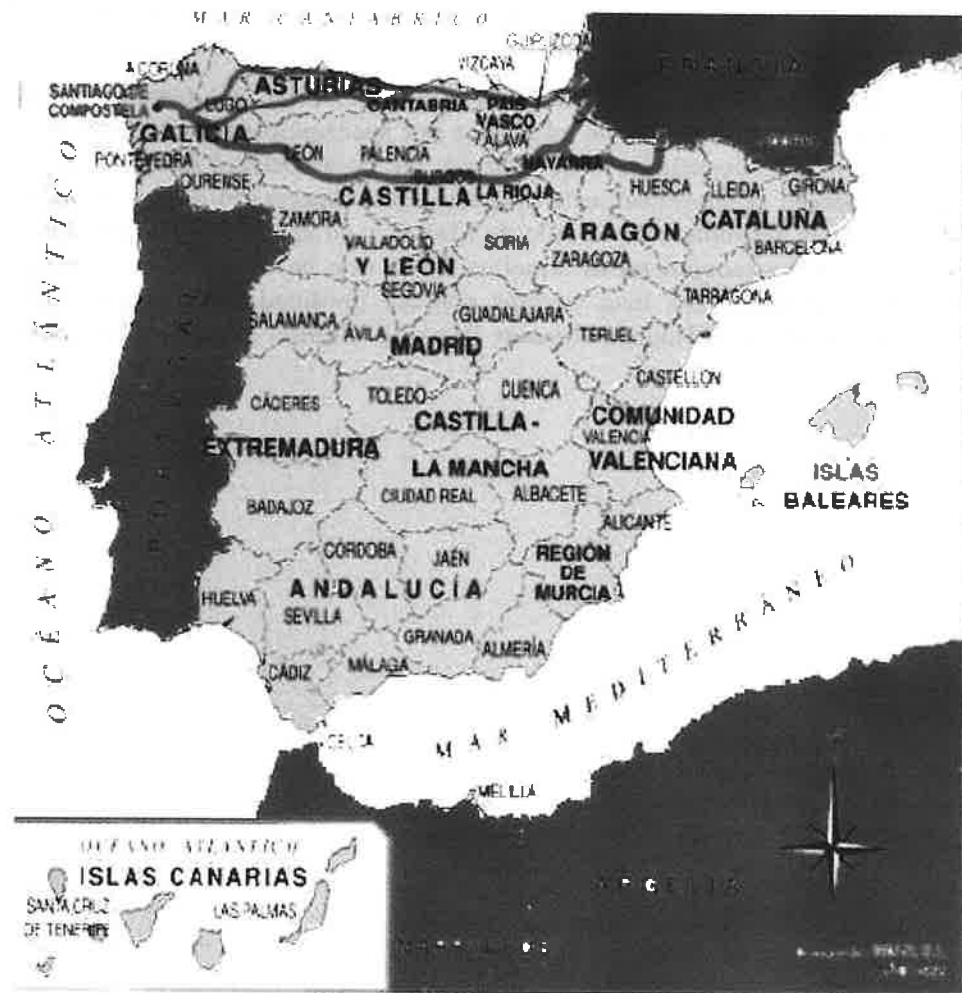 MAR CANTÁBRICO
GUIPÚZCOA
VIZCAYA
A CORUÑA
SANTIAGO DE
COMPOSTELA
LUGO
ASTURIAS
CANTABRIA
PAÍS
VASCO
ÁLAVA
GALICIA
LEÓN
PALENCIA
BURGOS
NAVARRA
PONTEVEDRA
OURENSE
CASTILLA
LA RIOJA
HUESCA
LLEIDA
GIRONA
ZAMORA
VALLADOLID
SORIA
ARAGÓN
CATALUÑA
ZARAGOZA
BARCELONA
Y LEÓN
SEGOVIA
TARRAGONA
SALAMANCA
ÁVILA
GUADALAJARA
TERUEL
MADRID
CÁCERES
TOLEDO
CUENCA
CASTELLON
CASTILLA -
COMUNIDAD
VALENCIA
EXTREMADURA
LA MANCHA
VALENCIANA
ISLAS
BALEARES
BADAJOZ
CIUDAD REAL
ALBACETE
ALICANTE
CÓRDOBA
JAÉN
REGIÓN
DE
MURCIA
HUELVA
ANDALUCÍA
SEVILLA
GRANADA
ALMERÍA
CÁDIZ
MÁLAGA
OCÉANO ATLÁNTICO
MAR MEDITERRÁNEO
CEUTA
MELILLA
OCÉANO ATLÁNTICO
ISLAS CANARIAS
SANTA CRUZ
DE TENERIFE
LAS PALMAS